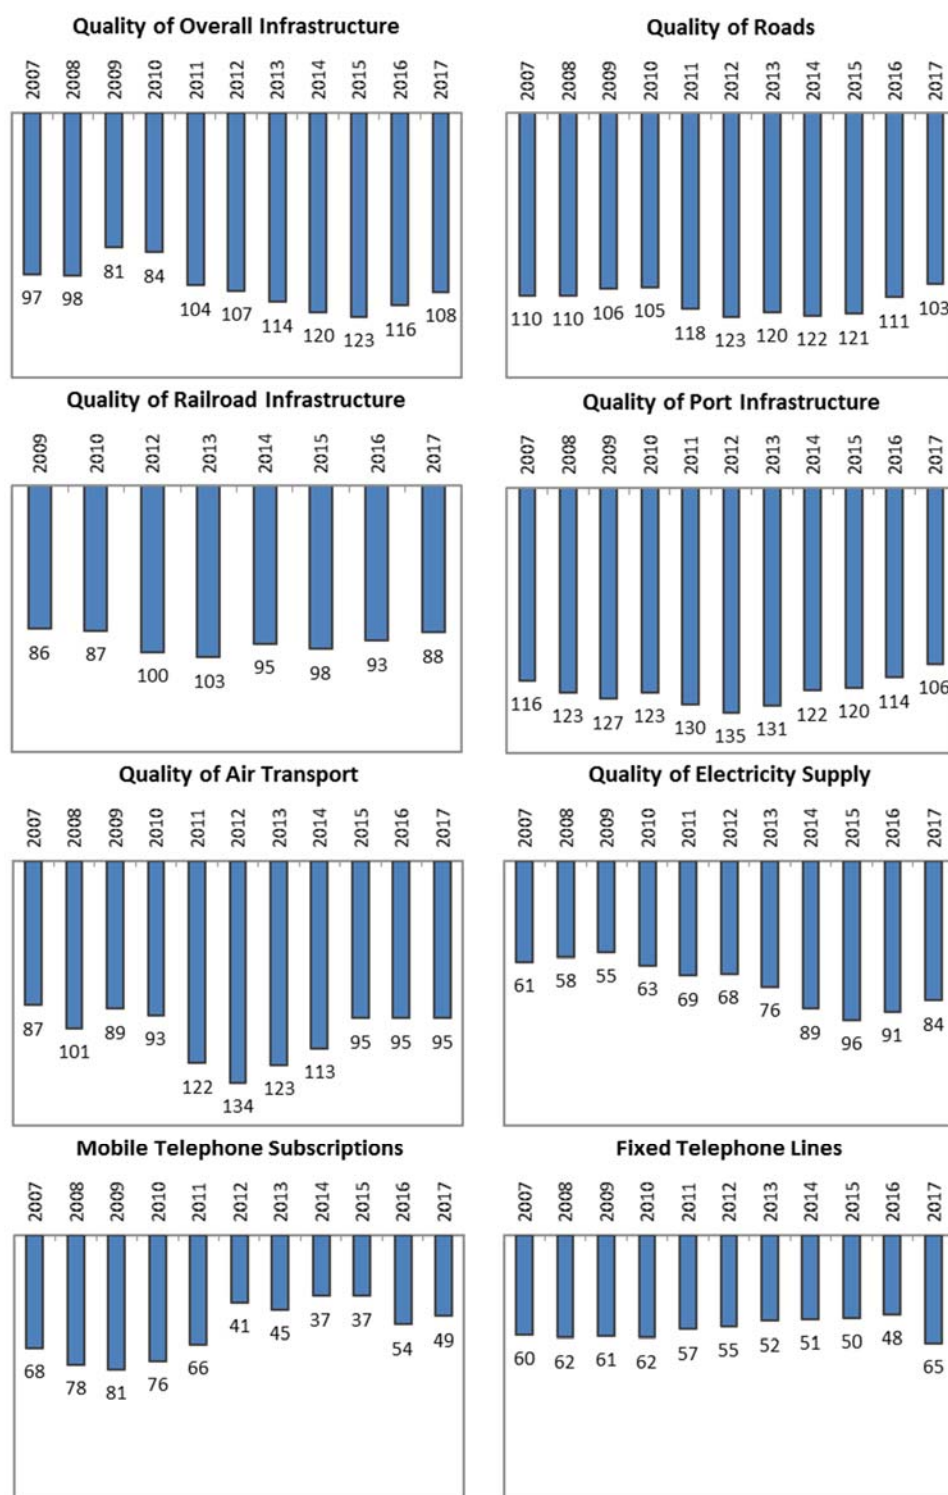 Quality of Overall Infrastructure
2007 2008 2009 2010 2011 2012 2013 2014 2015 2016 2017
97 98 81 84 104 107 114 120 123 116 108
Quality of Roads
2007 2008 2009 2010 2011 2012 2013 2014 2015 2016 2017
110 110 106 105 118 123 120 122 121 111 103
Quality of Railroad Infrastructure
2009 2010 2012 2013 2014 2015 2016 2017
86 87 100 103 95 98 93 88
Quality of Port Infrastructure
2007 2008 2009 2010 2011 2012 2013 2014 2015 2016 2017
116 123 127 123 130 135 131 122 120 114 106
Quality of Air Transport
2007 2008 2009 2010 2011 2012 2013 2014 2015 2016 2017
87 101 89 93 122 134 123 113 95 95 95
Quality of Electricity Supply
2007 2008 2009 2010 2011 2012 2013 2014 2015 2016 2017
61 58 55 63 69 68 76 89 96 91 84
Mobile Telephone Subscriptions
2007 2008 2009 2010 2011 2012 2013 2014 2015 2016 2017
68 78 81 76 66 41 45 37 37 54 49
Fixed Telephone Lines
2007 2008 2009 2010 2011 2012 2013 2014 2015 2016 2017
60 62 61 62 57 55 52 51 50 48 65